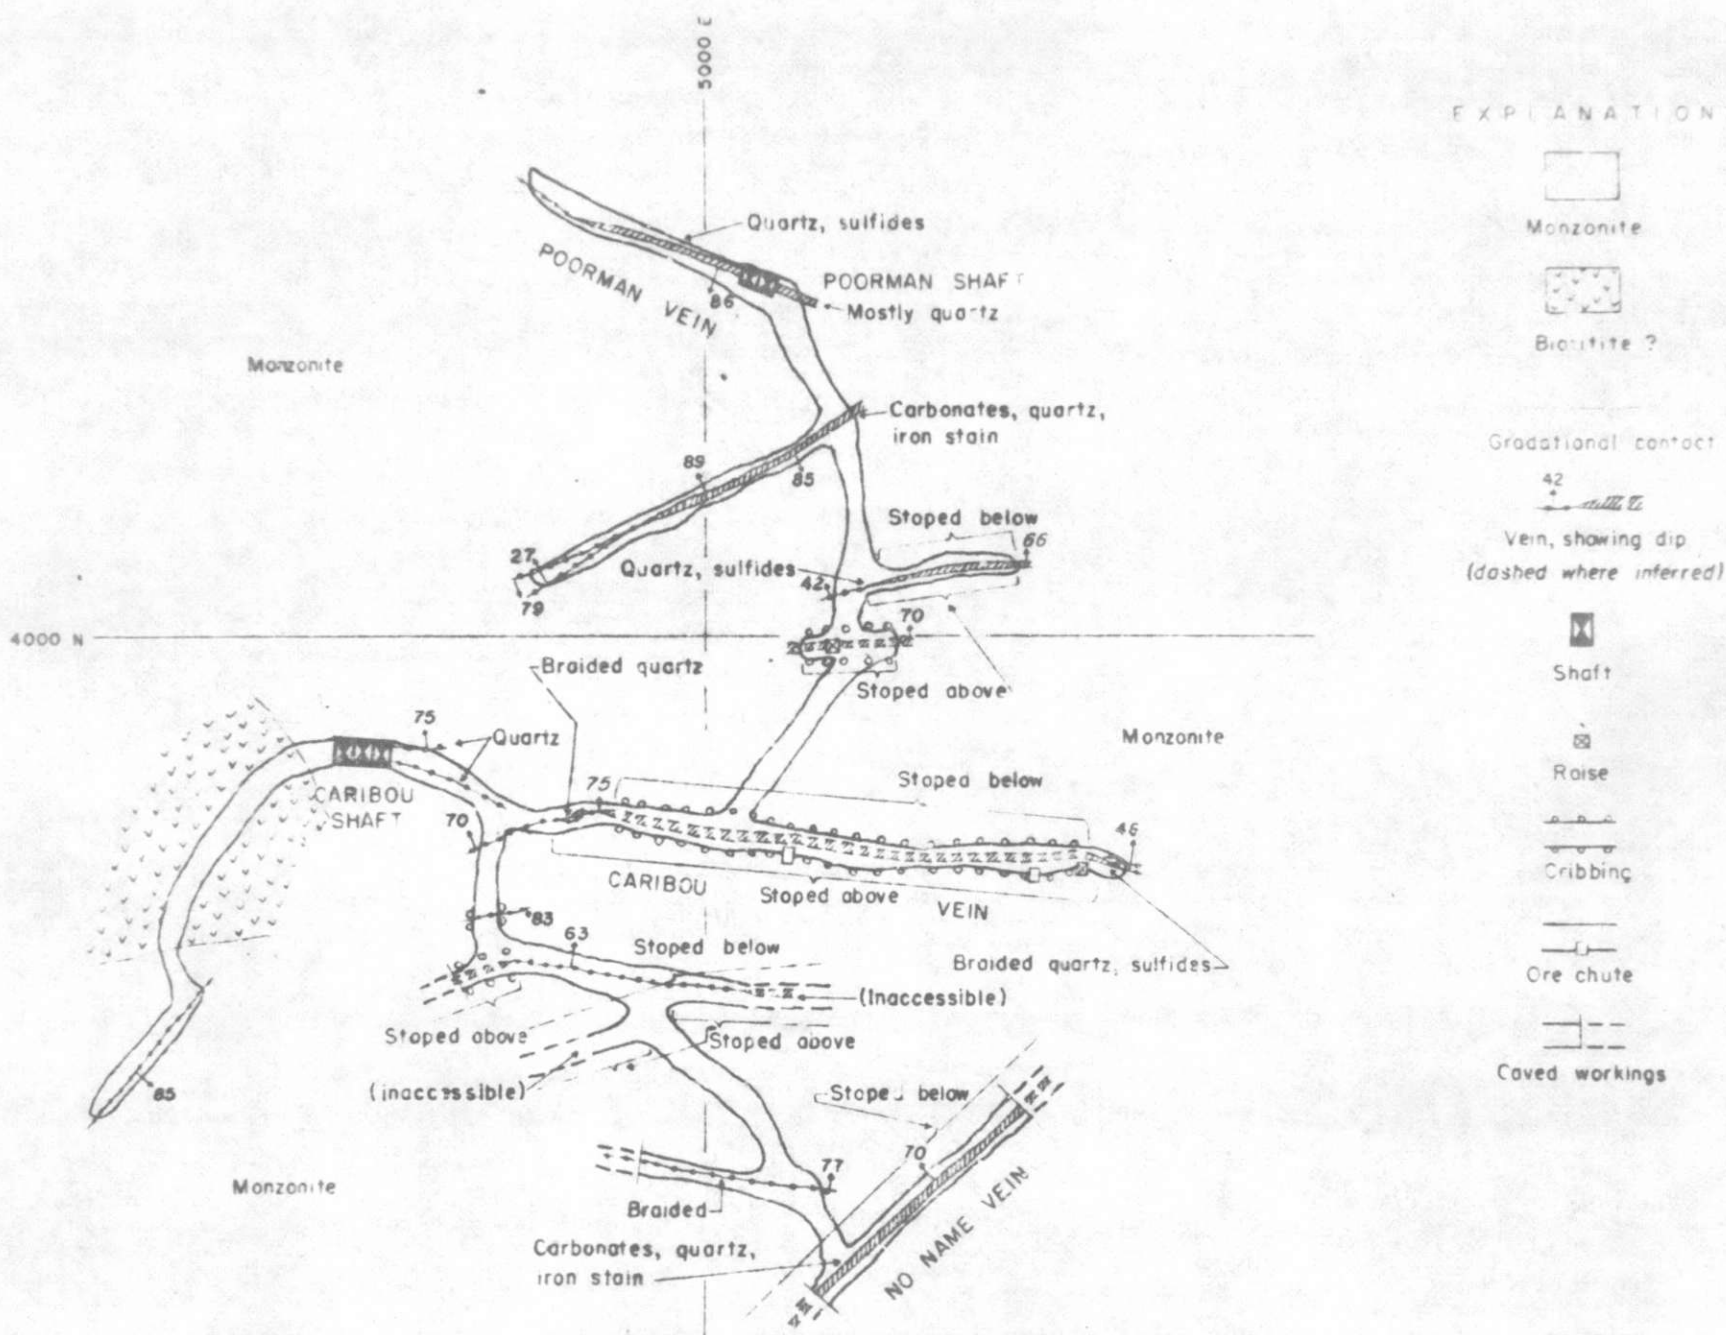 5000 E
EXPLANATION
Monzonite
Biotitite ?
Gradational contact
42
Vein, showing dip
(dashed where inferred)
Shaft
Raise
Cribbing
Ore chute
Caved workings
Quartz, sulfides
POORMAN VEIN
POORMAN SHAFT
86
Mostly quartz
Monzonite
Carbonates, quartz,
iron stain
89
85
Stoped below
66
27
Quartz, sulfides
42
79
70
4000 N
Braided quartz
Stoped above
75
Quartz
Monzonite
Stoped below
75
CARIBOU
SHAFT
70
46
CARIBOU VEIN
Stoped above
83
63
Stoped below
Braided quartz, sulfides
(Inaccessible)
Stoped above
Stoped above
(inaccessible)
85
Stoped below
70
77
Monzonite
Braided
NO NAME VEIN
Carbonates, quartz,
iron stain